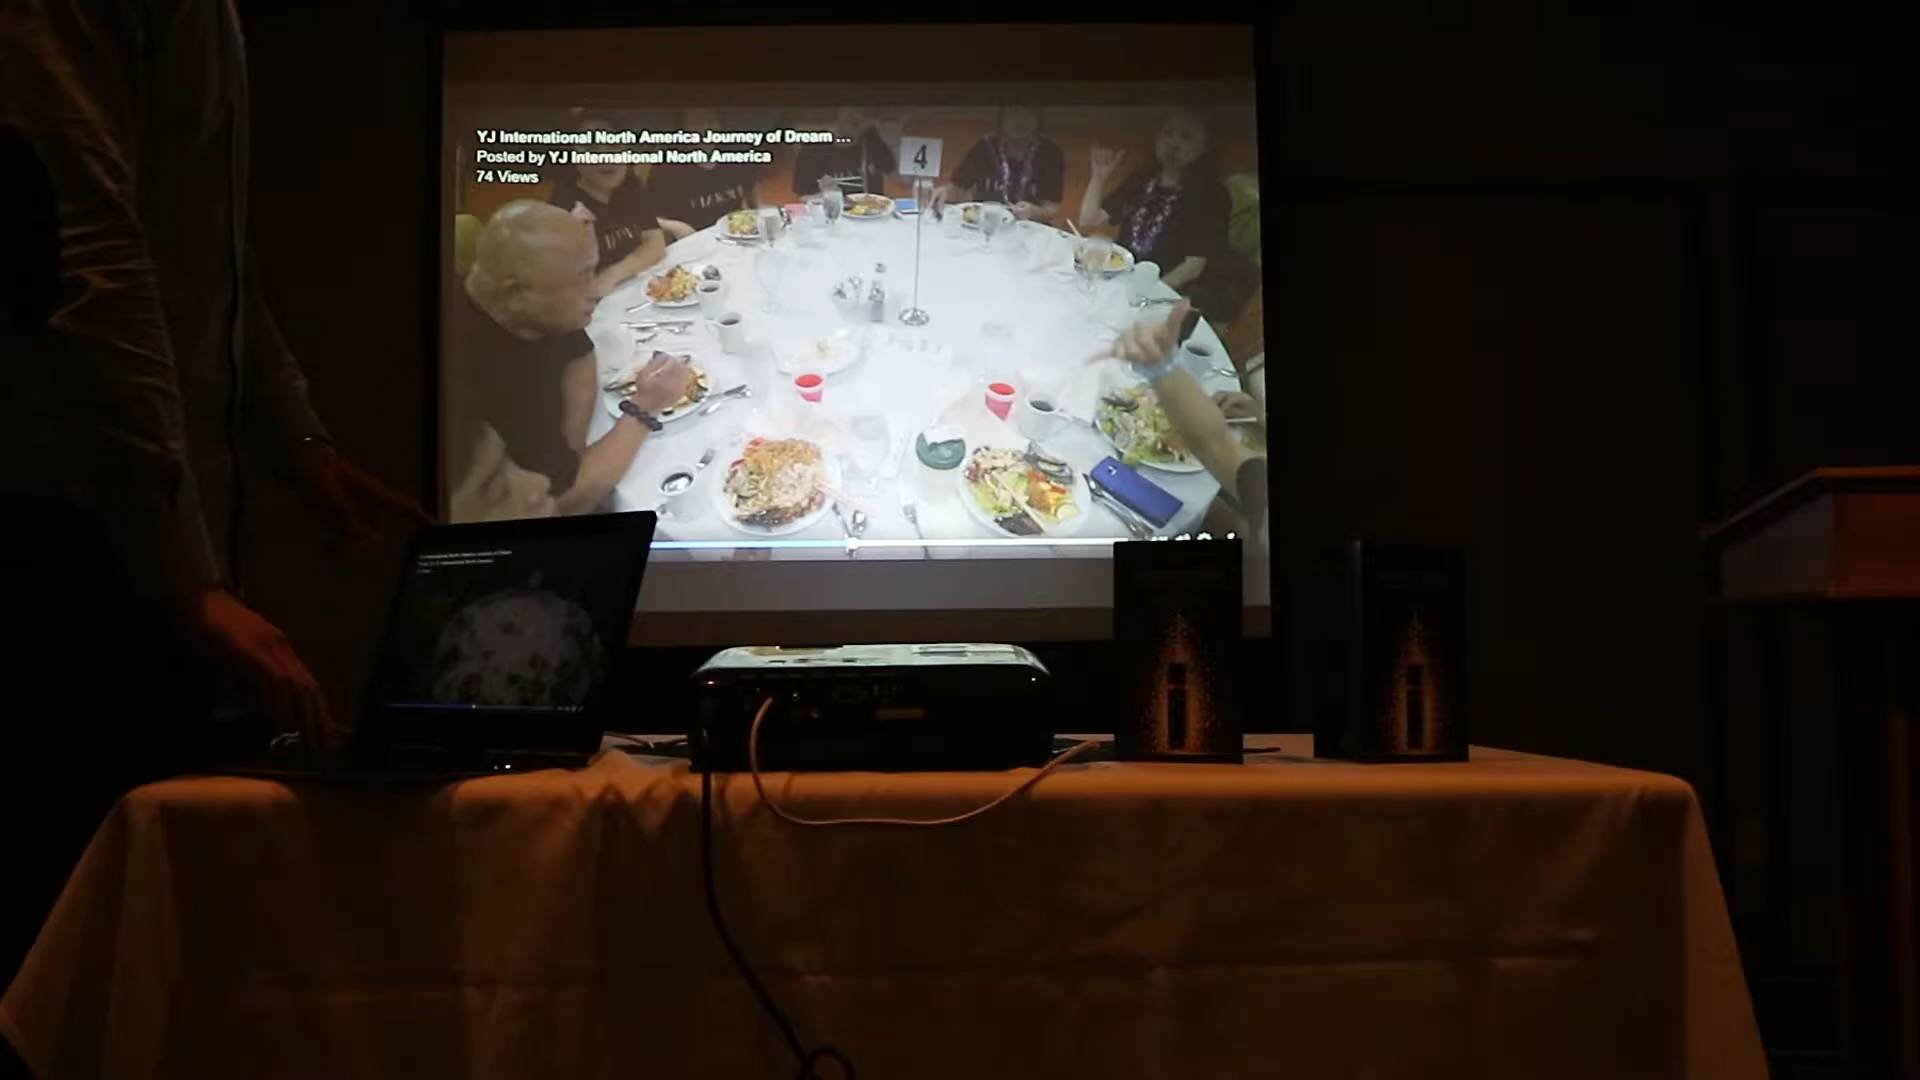 YJ International North America Journey of Dream ...
Posted by YJ International North America
74 Views
4